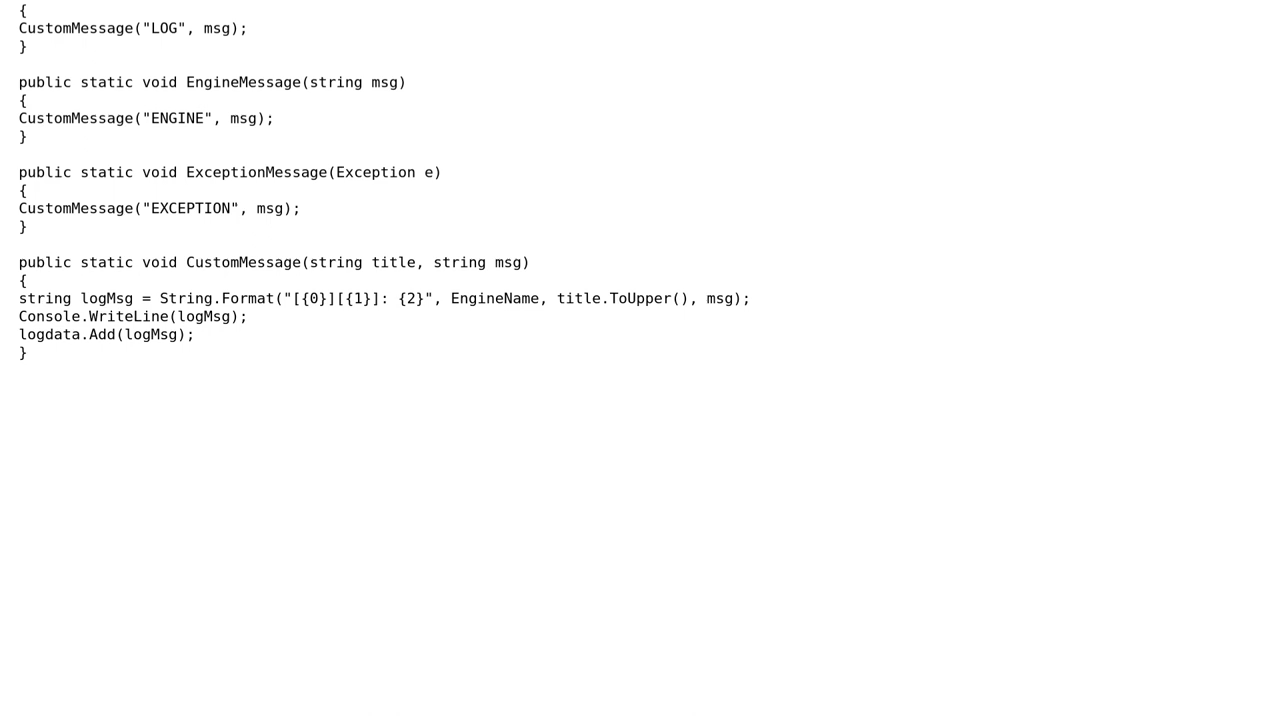 {
CustomMessage("LOG", msg);
}

public static void EngineMessage(string msg)
{
CustomMessage("ENGINE", msg);
}

public static void ExceptionMessage(Exception e)
{
CustomMessage("EXCEPTION", msg);
}

public static void CustomMessage(string title, string msg)
{
string logMsg = String.Format("[{0}][{1}]: {2}", EngineName, title.ToUpper(), msg);
Console.WriteLine(logMsg);
logdata.Add(logMsg);
}